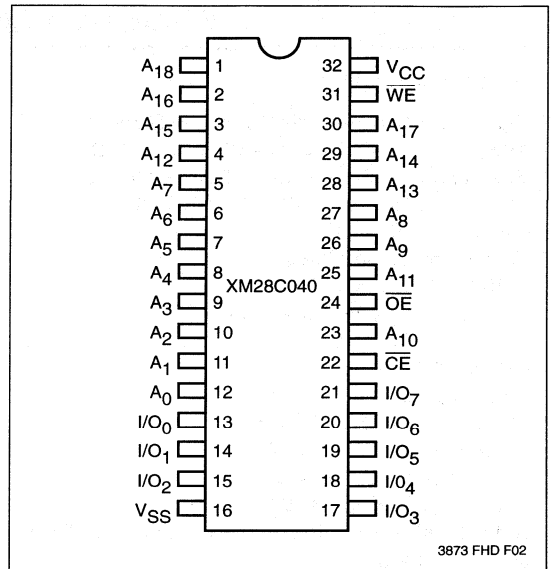 A18 1 32 VCC
A16 2 31 W̅E̅
A15 3 30 A17
A12 4 29 A14
A7 5 28 A13
A6 6 27 A8
A5 7 26 A9
A4 8 25 A11
XM28C040
A3 9 24 O̅E̅
A2 10 23 A10
A1 11 22 C̅E̅
A0 12 21 I/O7
I/O0 13 20 I/O6
I/O1 14 19 I/O5
I/O2 15 18 I/04
VSS 16 17 I/O3
3873 FHD F02